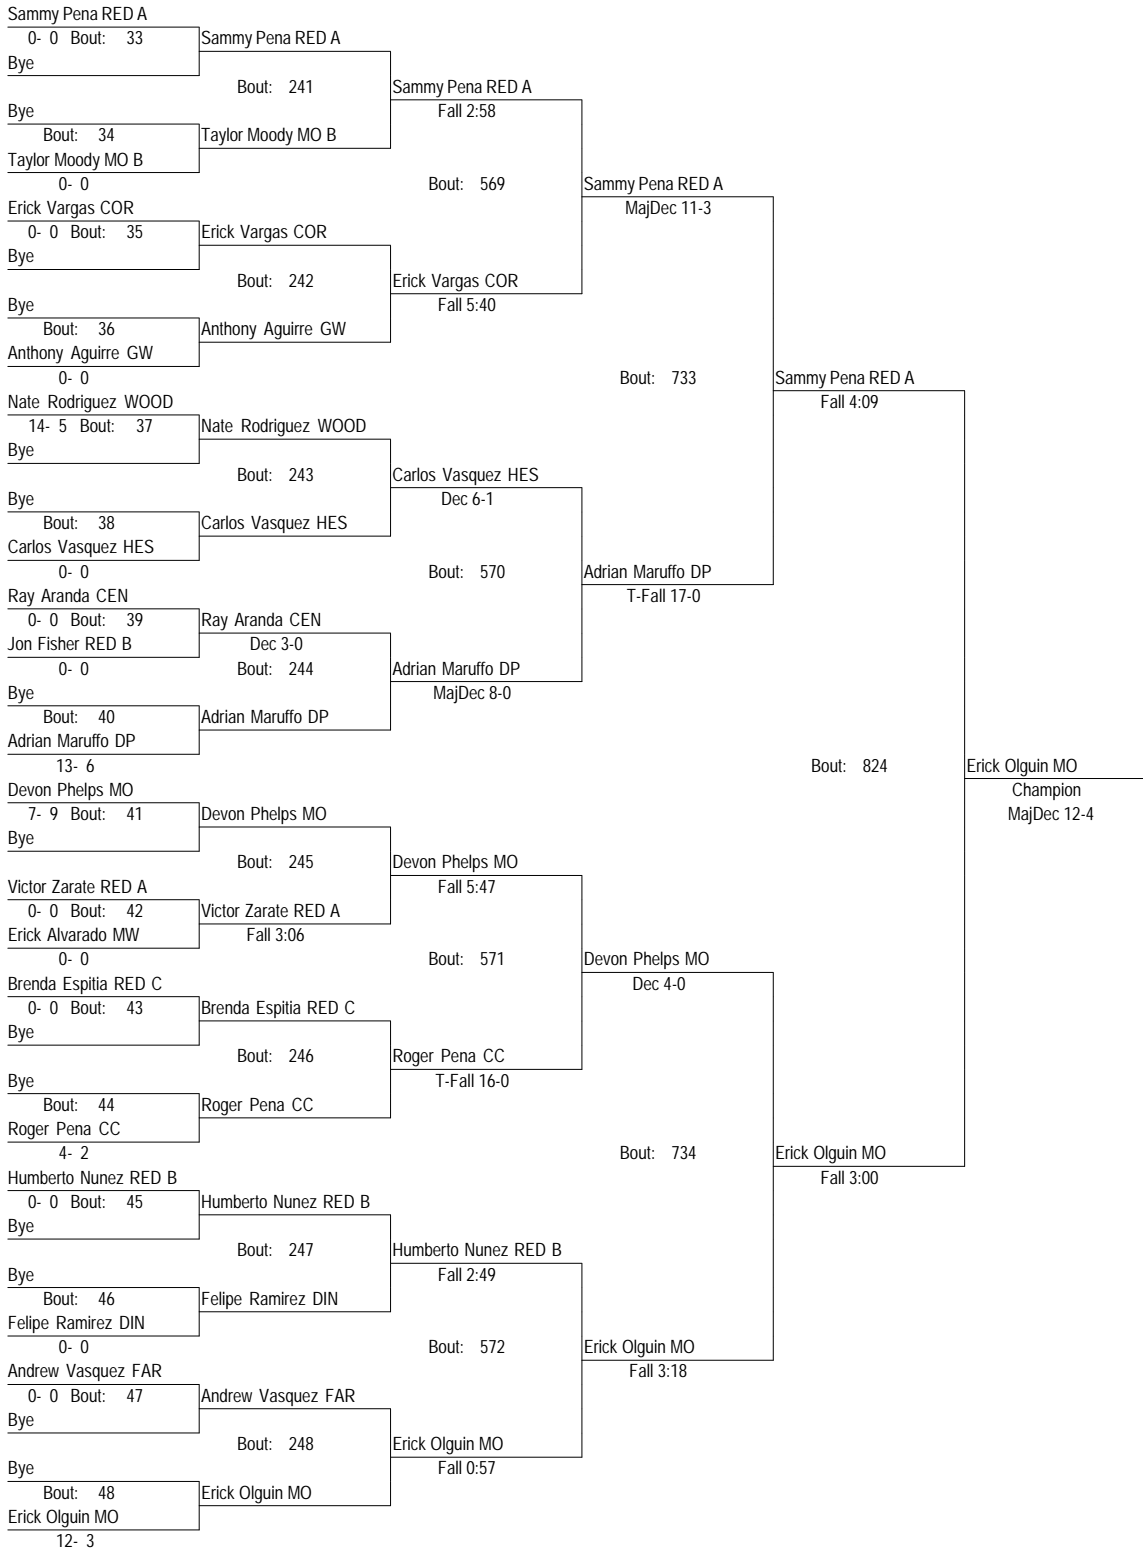 Sammy Pena RED A
0- 0 Bout: 33
Sammy Pena RED A
Bye
Bout: 241
Sammy Pena RED A
Bye
Fall 2:58
Bout: 34
Taylor Moody MO B
Taylor Moody MO B
0- 0
Bout: 569
Sammy Pena RED A
Erick Vargas COR
MajDec 11-3
0- 0 Bout: 35
Erick Vargas COR
Bye
Bout: 242
Erick Vargas COR
Bye
Fall 5:40
Bout: 36
Anthony Aguirre GW
Anthony Aguirre GW
0- 0
Bout: 733
Sammy Pena RED A
Nate Rodriguez WOOD
Fall 4:09
14- 5 Bout: 37
Nate Rodriguez WOOD
Bye
Bout: 243
Carlos Vasquez HES
Bye
Dec 6-1
Bout: 38
Carlos Vasquez HES
Carlos Vasquez HES
0- 0
Bout: 570
Adrian Maruffo DP
Ray Aranda CEN
T-Fall 17-0
0- 0 Bout: 39
Ray Aranda CEN
Jon Fisher RED B
Dec 3-0
0- 0
Bout: 244
Adrian Maruffo DP
Bye
MajDec 8-0
Bout: 40
Adrian Maruffo DP
Adrian Maruffo DP
13- 6
Bout: 824
Erick Olguin MO
Devon Phelps MO
Champion
7- 9 Bout: 41
Devon Phelps MO
MajDec 12-4
Bye
Bout: 245
Devon Phelps MO
Victor Zarate RED A
Fall 5:47
0- 0 Bout: 42
Victor Zarate RED A
Erick Alvarado MW
Fall 3:06
0- 0
Bout: 571
Devon Phelps MO
Brenda Espitia RED C
Dec 4-0
0- 0 Bout: 43
Brenda Espitia RED C
Bye
Bout: 246
Roger Pena CC
Bye
T-Fall 16-0
Bout: 44
Roger Pena CC
Roger Pena CC
4- 2
Bout: 734
Erick Olguin MO
Humberto Nunez RED B
Fall 3:00
0- 0 Bout: 45
Humberto Nunez RED B
Bye
Bout: 247
Humberto Nunez RED B
Bye
Fall 2:49
Bout: 46
Felipe Ramirez DIN
Felipe Ramirez DIN
0- 0
Bout: 572
Erick Olguin MO
Andrew Vasquez FAR
Fall 3:18
0- 0 Bout: 47
Andrew Vasquez FAR
Bye
Bout: 248
Erick Olguin MO
Bye
Fall 0:57
Bout: 48
Erick Olguin MO
Erick Olguin MO
12- 3